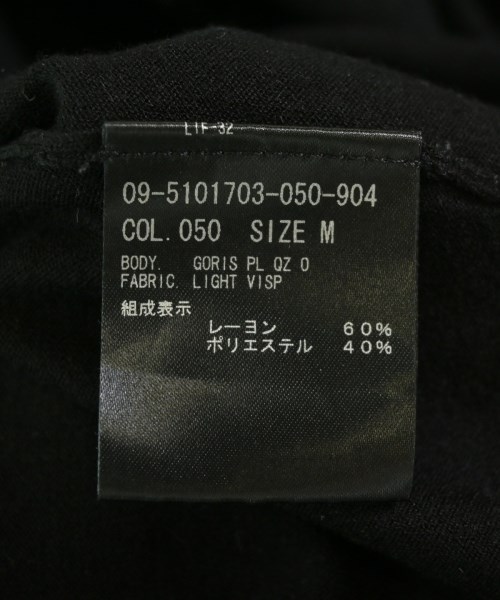 LTF-32
09-5101703-050-904
COL.050 SIZE M
BODY. GORIS PL QZ O
FABRIC. LIGHT VISP
組成表示
レーヨン 60%
ポリエステル 40%